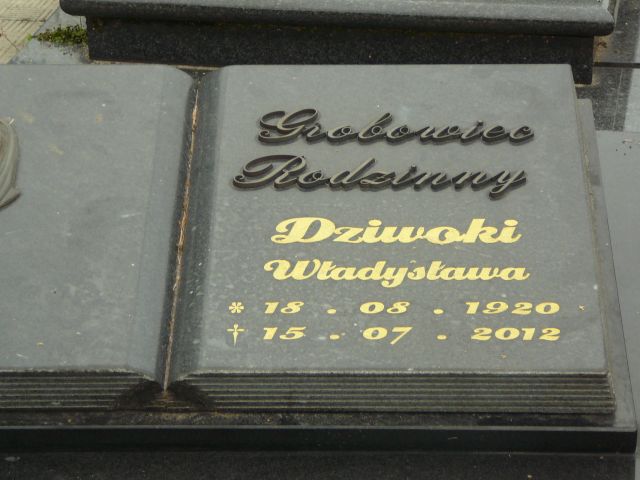 Grobowiec
Rodzinny
Dziwoki
Władysława
* 18 . 08 . 1920
† 15 . 07 . 2012